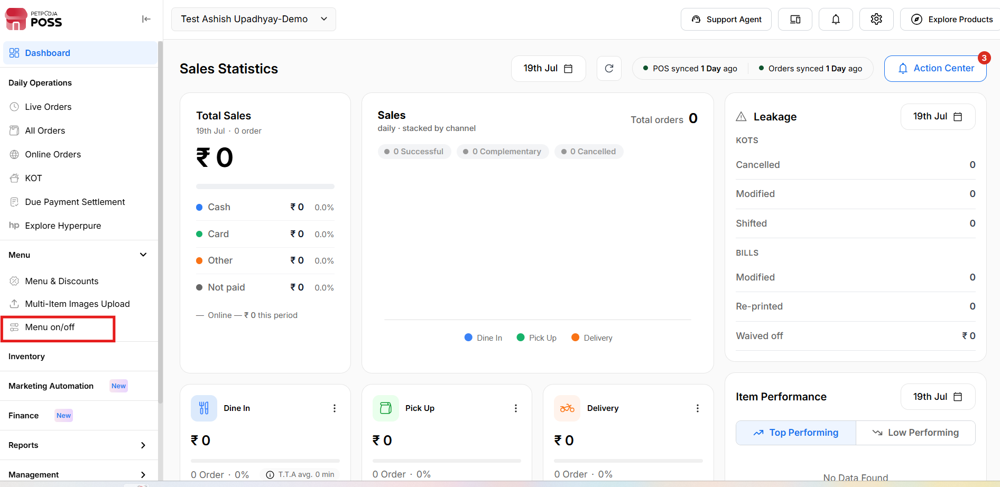 PETPOOJA
POSS
Test Ashish Upadhyay-Demo
Support Agent
Explore Products
Dashboard
Daily Operations
Live Orders
All Orders
Online Orders
KOT
Due Payment Settlement
hp Explore Hyperpure
Menu
Menu & Discounts
Multi-Item Images Upload
Menu on/off
Inventory
Marketing Automation New
Finance New
Reports
Management
Sales Statistics
19th Jul
POS synced 1 Day ago
Orders synced 1 Day ago
Action Center
3
Total Sales
19th Jul · 0 order
₹ 0
Cash ₹ 0 0.0%
Card ₹ 0 0.0%
Other ₹ 0 0.0%
Not paid ₹ 0 0.0%
— Online — ₹ 0 this period
Sales
daily · stacked by channel
Total orders 0
0 Successful
0 Complementary
0 Cancelled
Dine In
Pick Up
Delivery
Leakage
19th Jul
KOTS
Cancelled 0
Modified 0
Shifted 0
BILLS
Modified 0
Re-printed 0
Waived off ₹ 0
Dine In
₹ 0
0 Order · 0%
T.T.A avg. 0 min
Pick Up
₹ 0
0 Order · 0%
Delivery
₹ 0
0 Order · 0%
Item Performance
19th Jul
Top Performing
Low Performing
No Data Found